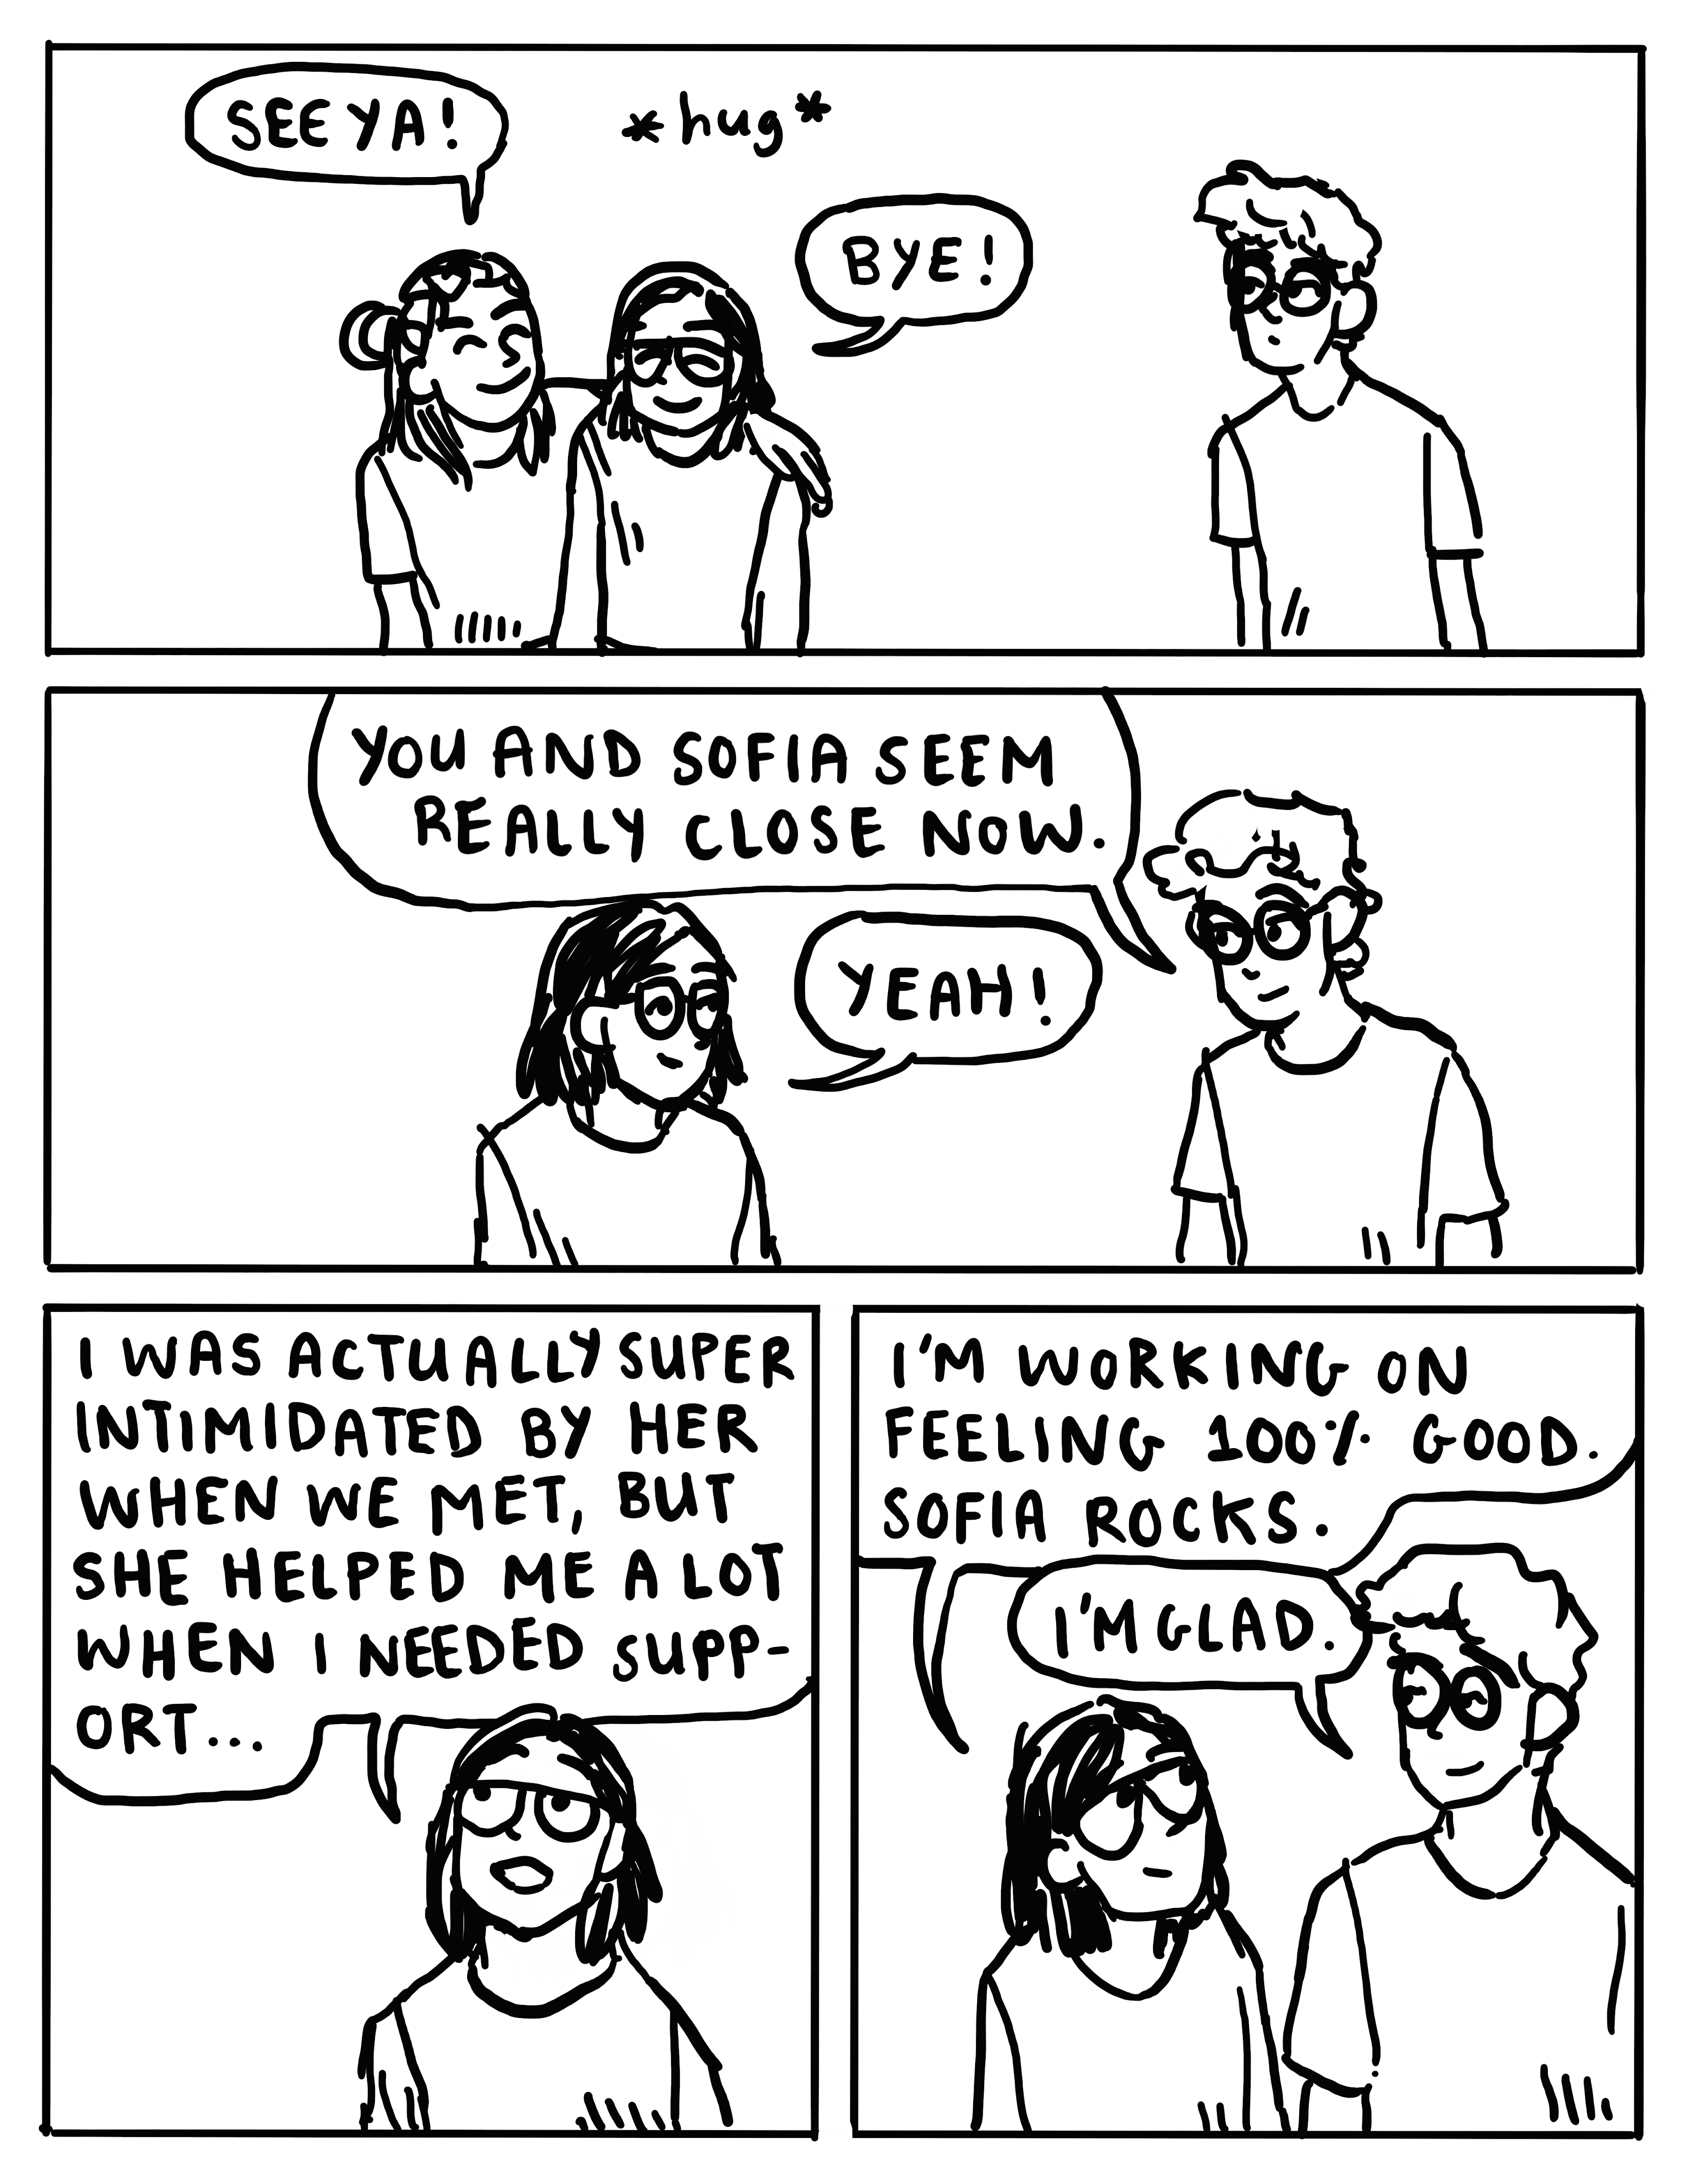 SEE YA!
*hug*
BYE!
YOU AND SOFIA SEEM
REALLY CLOSE NOW.
YEAH!
I WAS ACTUALLY SUPER
INTIMIDATED BY HER
WHEN WE MET, BUT
SHE HELPED ME A LOT
WHEN I NEEDED SUPP-
ORT...
I'M WORKING ON
FEELING 100% GOOD.
SOFIA ROCKS.
I'M GLAD.